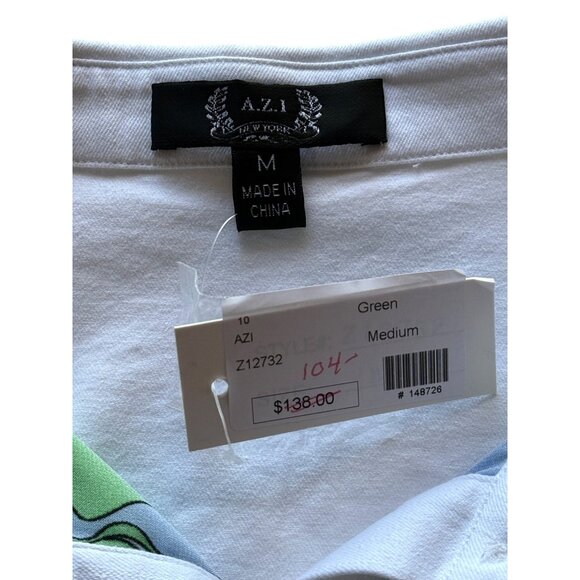 A.Z.I
NEW YORK
M
MADE IN
CHINA
10
Green
AZI
Z12732
Medium
104-
$138.00
# 148726